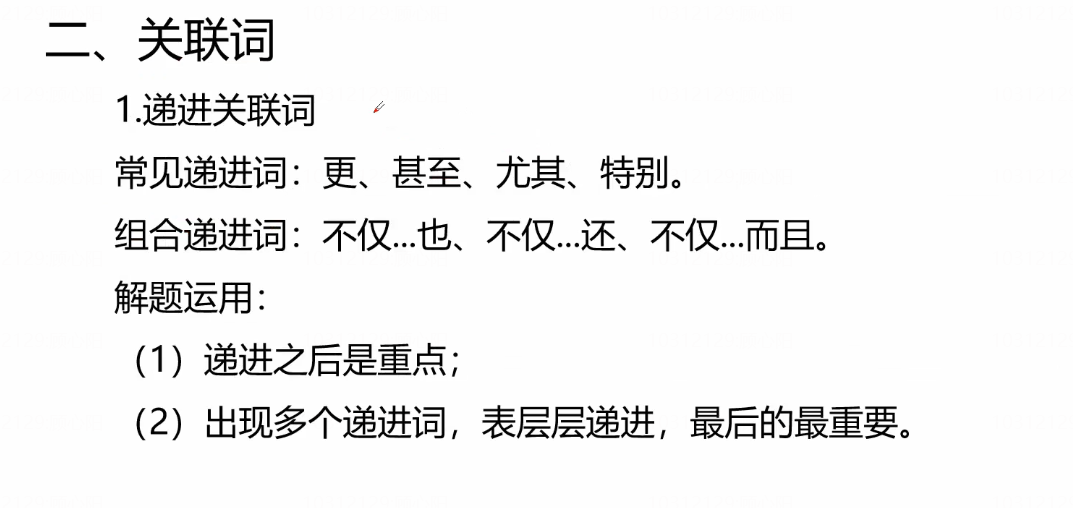 二、关联词
1.递进关联词
常见递进词：更、甚至、尤其、特别。
组合递进词：不仅...也、不仅...还、不仅...而且。
解题运用：
（1）递进之后是重点；
（2）出现多个递进词，表层层递进，最后的最重要。